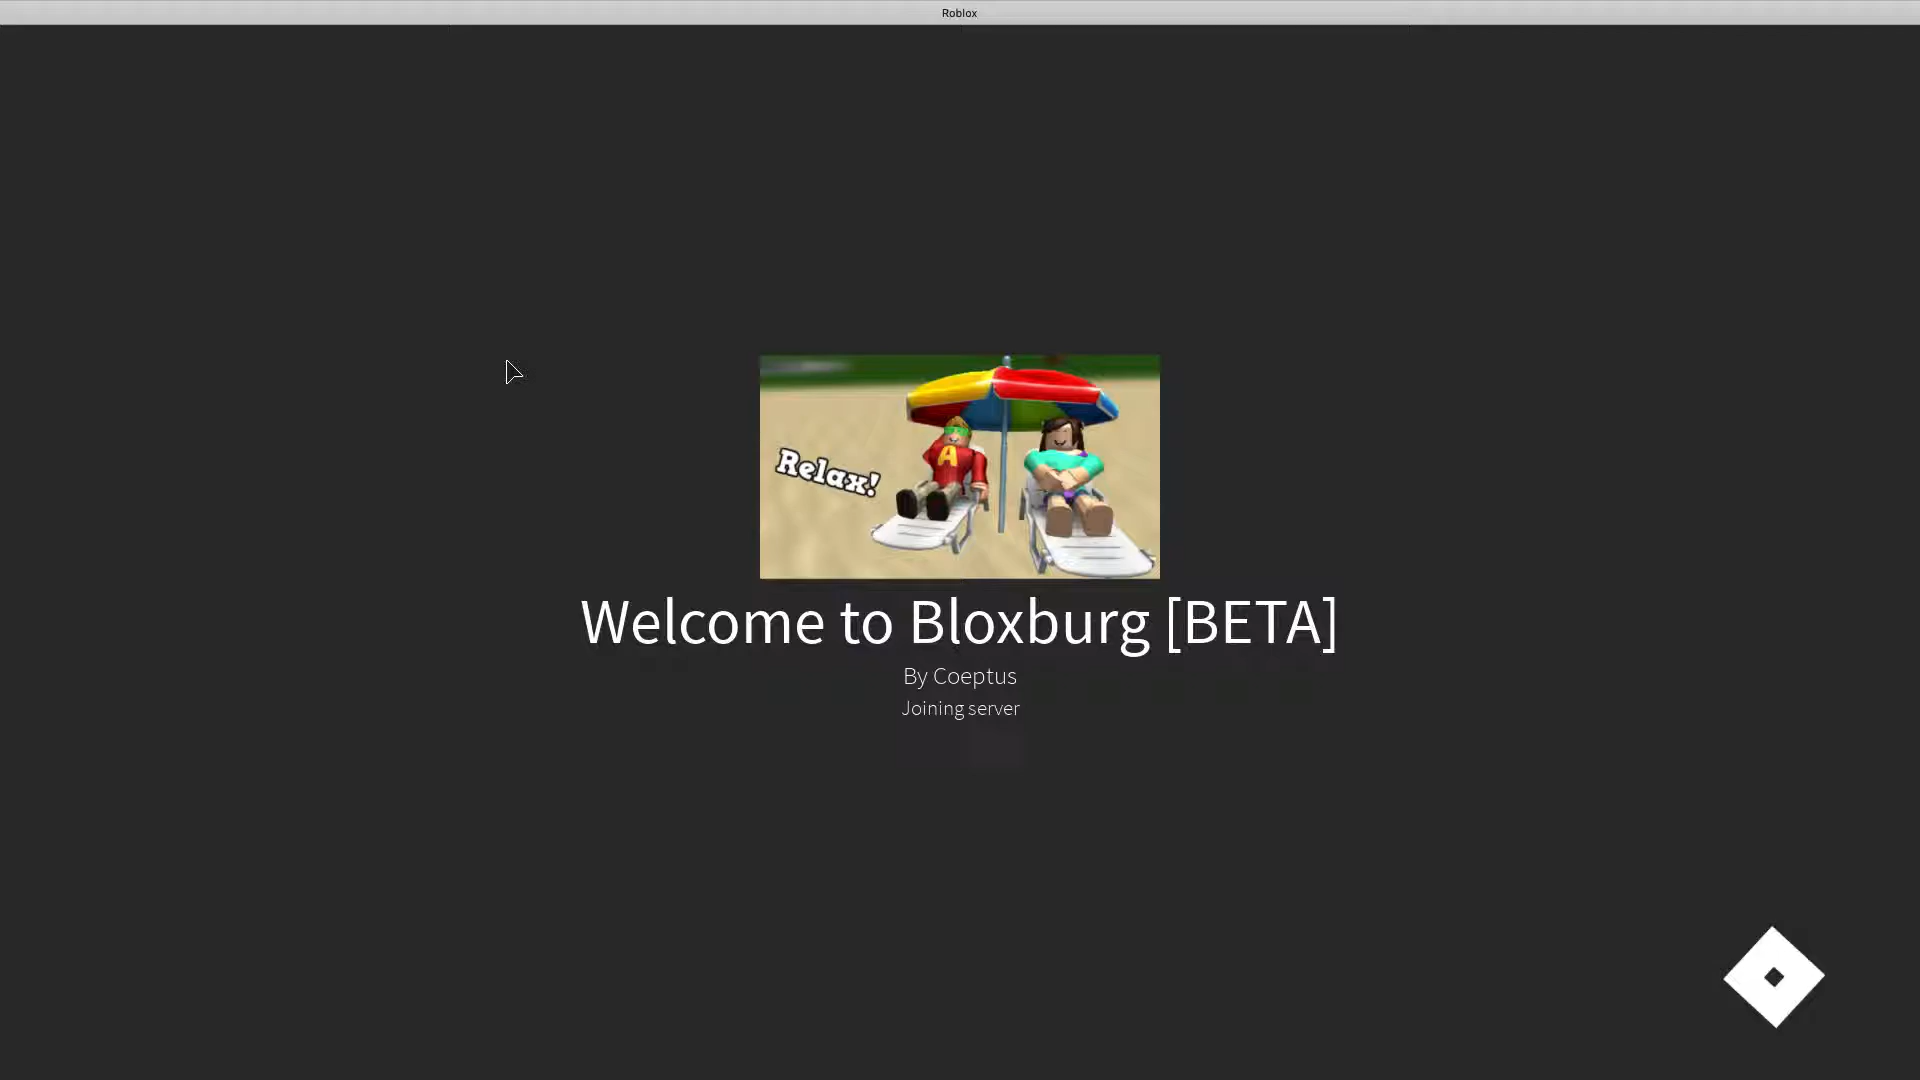 Roblox
Relax!
A
Welcome to Bloxburg [BETA]
By Coeptus
Joining server